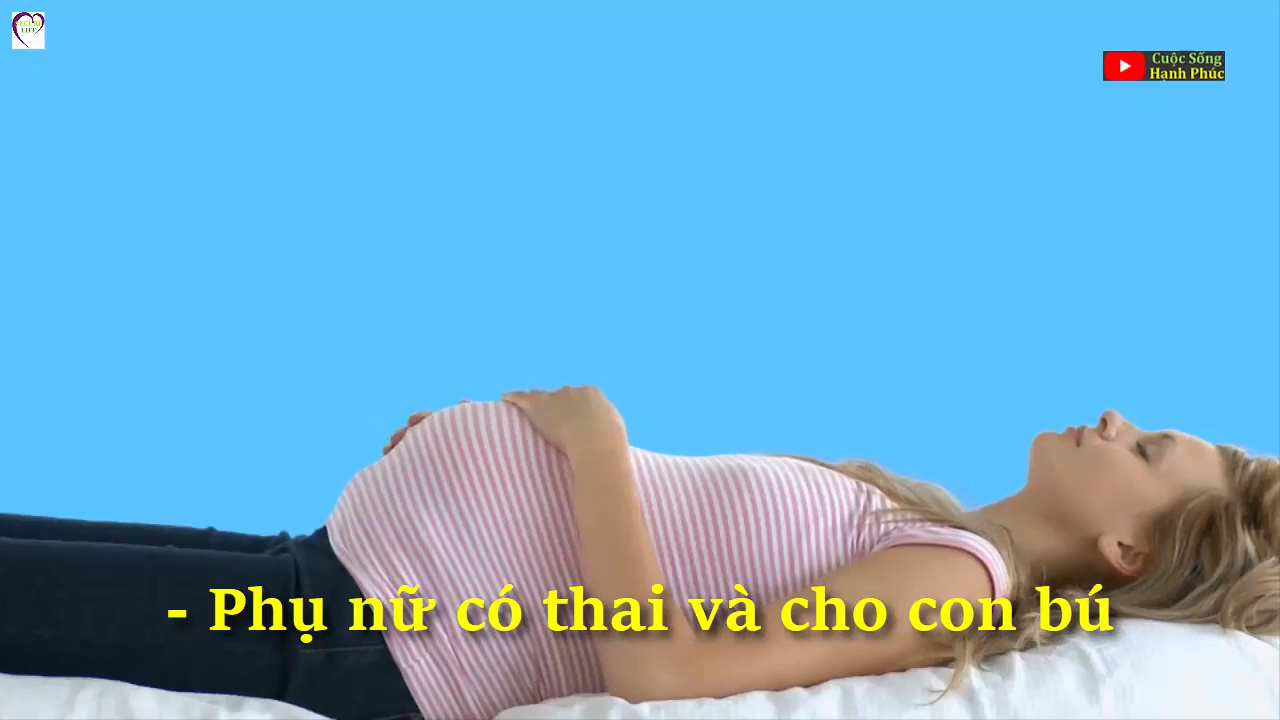 Cuộc Sống
Hạnh Phúc
- Phụ nữ có thai và cho con bú